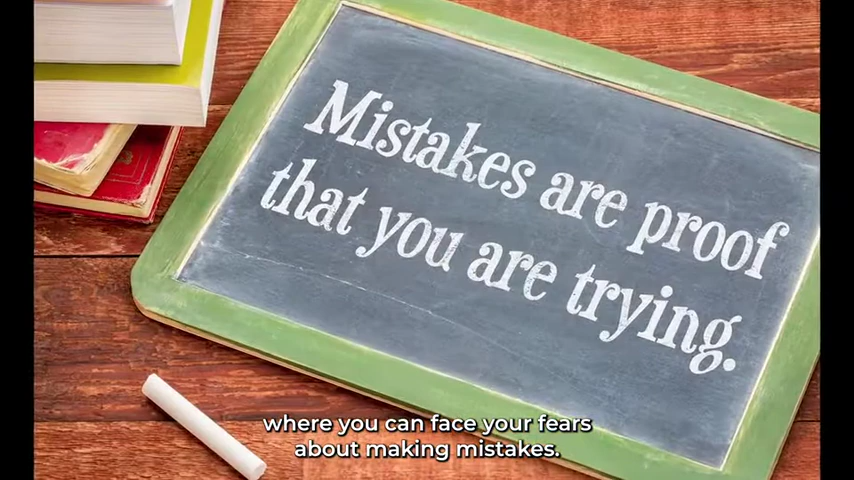 Mistakes are proof
that you are trying.
where you can face your fears
about making mistakes.